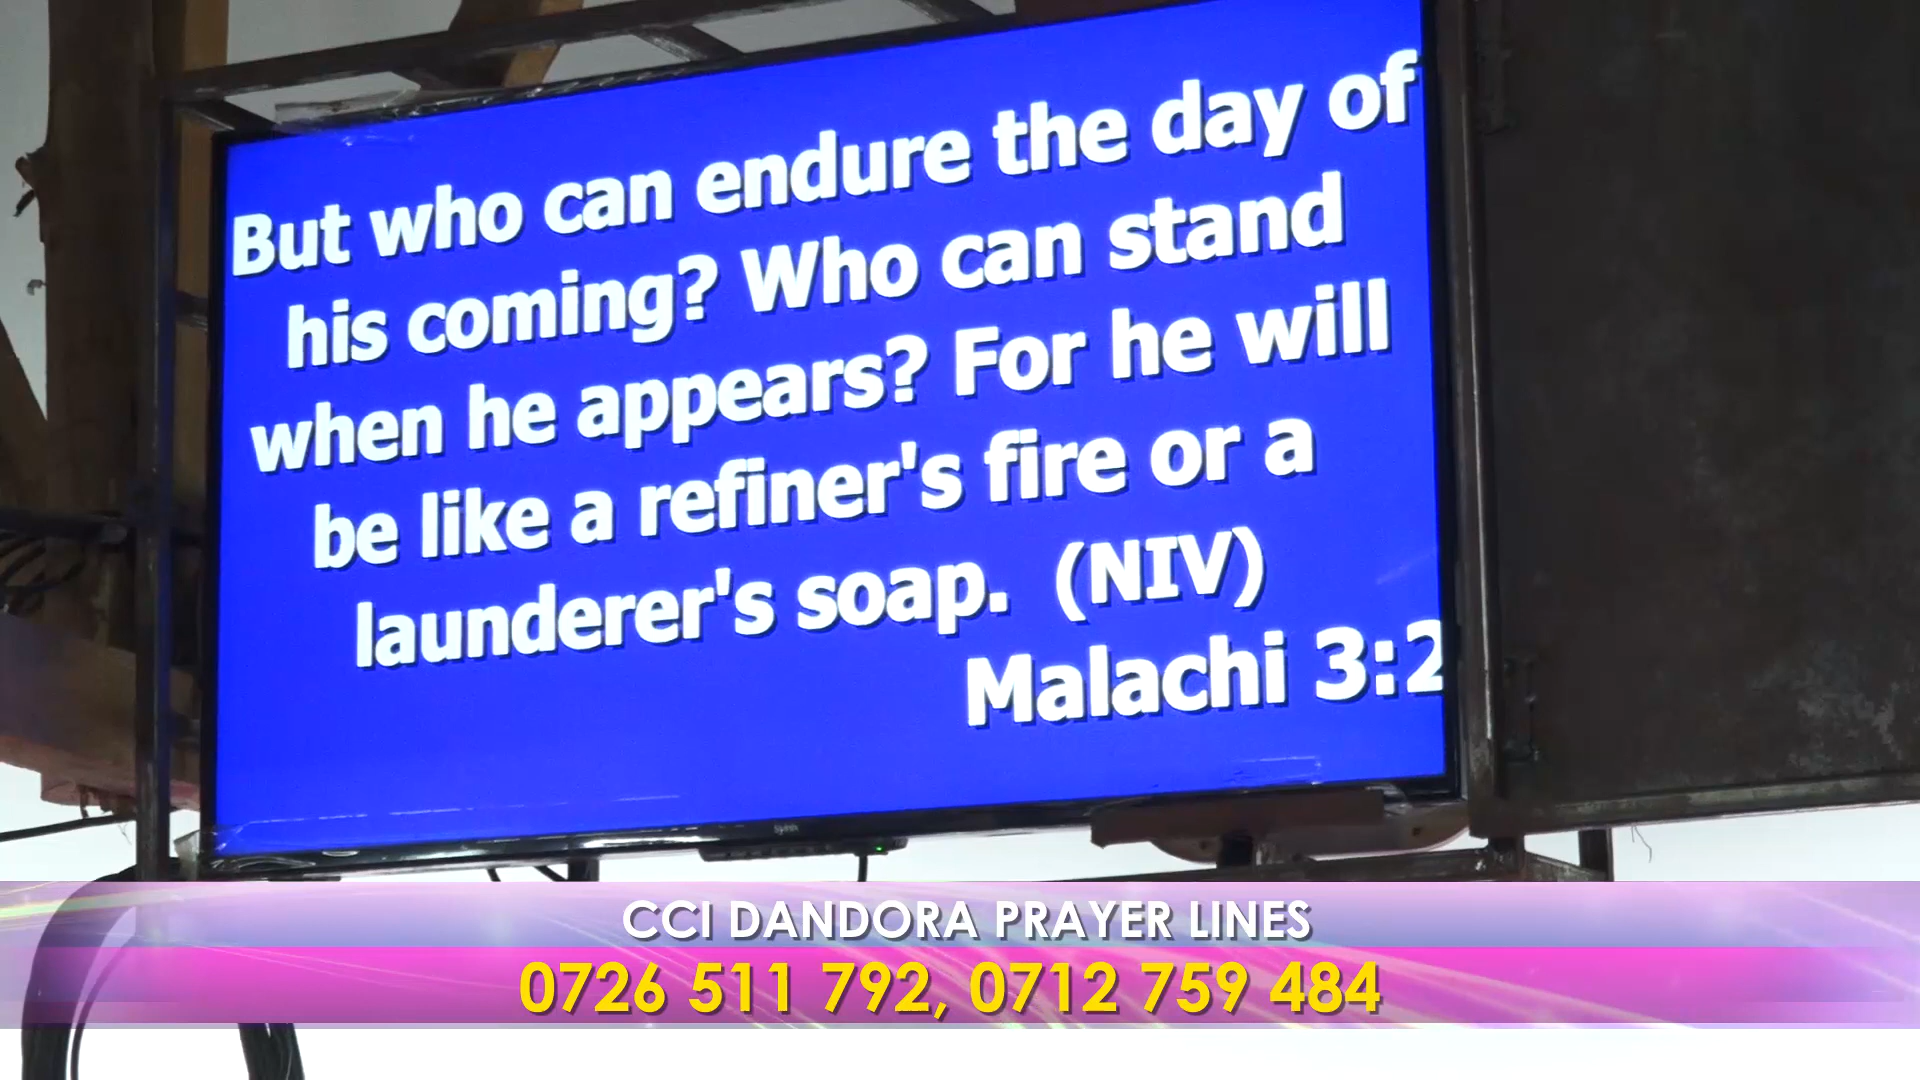 But who can endure the day of
his coming? Who can stand
when he appears? For he will
be like a refiner's fire or a
launderer's soap. (NIV)
Malachi 3:2
CCI DANDORA PRAYER LINES
0726 511 792, 0712 759 484